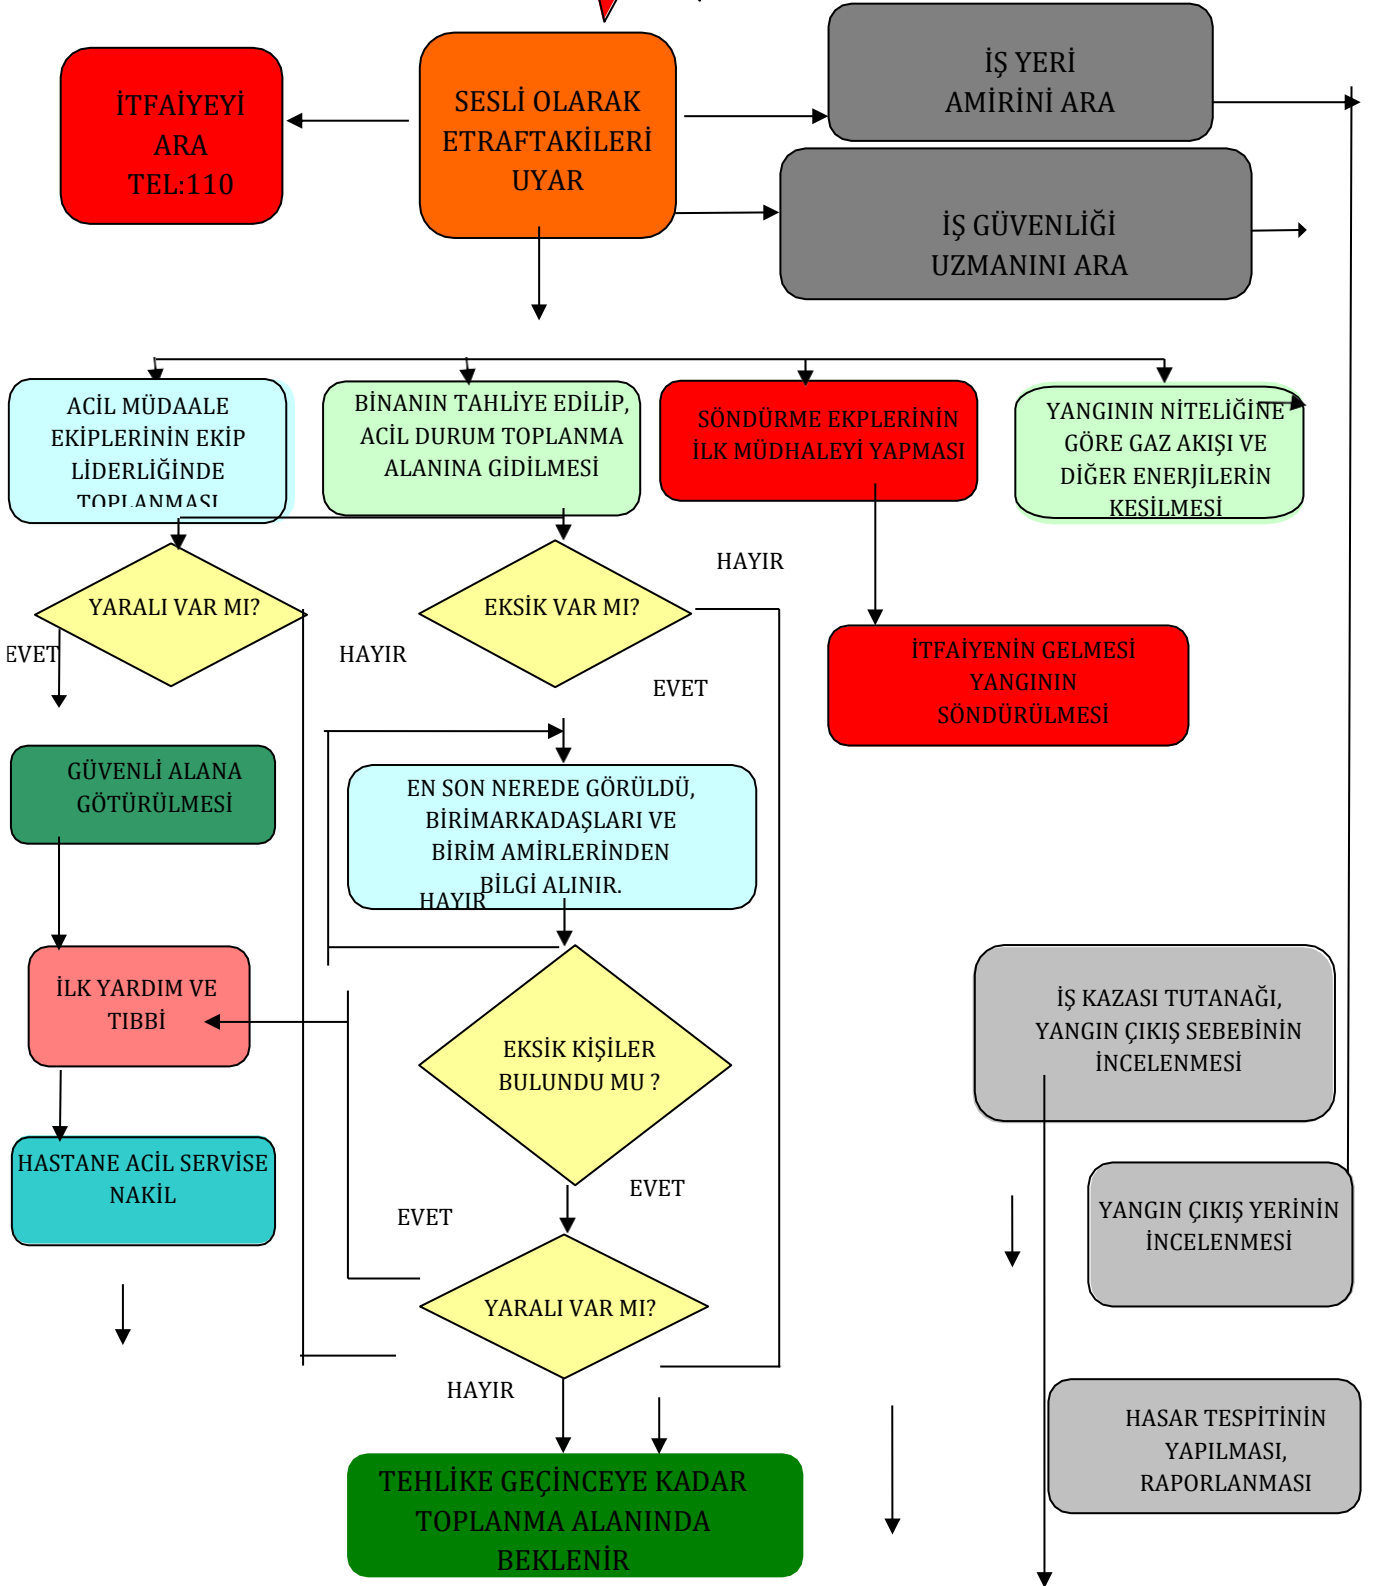 İTFAİYEYİ
ARA
TEL:110
SESLİ OLARAK
ETRAFTAKİLERİ
UYAR
İŞ YERİ
AMİRİNİ ARA
İŞ GÜVENLİĞİ
UZMANINI ARA
ACİL MÜDAALE
EKİPLERİNİN EKİP
LİDERLİĞİNDE
TOPLANMASI
BİNANIN TAHLİYE EDİLİP,
ACİL DURUM TOPLANMA
ALANINA GİDİLMESİ
SÖNDÜRME EKPLERİNİN
İLK MÜDHALEYİ YAPMASI
YANGININ NİTELİĞİNE
GÖRE GAZ AKIŞI VE
DİĞER ENERJİLERİN
KESİLMESİ
YARALI VAR MI?
EKSİK VAR MI?
HAYIR
EVET
HAYIR
EVET
İTFAİYENİN GELMESİ
YANGININ
SÖNDÜRÜLMESİ
GÜVENLİ ALANA
GÖTÜRÜLMESİ
EN SON NEREDE GÖRÜLDÜ,
BİRİMARKADAŞLARI VE
BİRİM AMİRLERİNDEN
BİLGİ ALINIR.
HAYIR
İLK YARDIM VE
TIBBİ
EKSİK KİŞİLER
BULUNDU MU ?
İŞ KAZASI TUTANAĞI,
YANGIN ÇIKIŞ SEBEBİNİN
İNCELENMESİ
HASTANE ACİL SERVİSE
NAKİL
EVET
EVET
YANGIN ÇIKIŞ YERİNİN
İNCELENMESİ
YARALI VAR MI?
HAYIR
HASAR TESPİTİNİN
YAPILMASI,
RAPORLANMASI
TEHLİKE GEÇİNCEYE KADAR
TOPLANMA ALANINDA
BEKLENİR